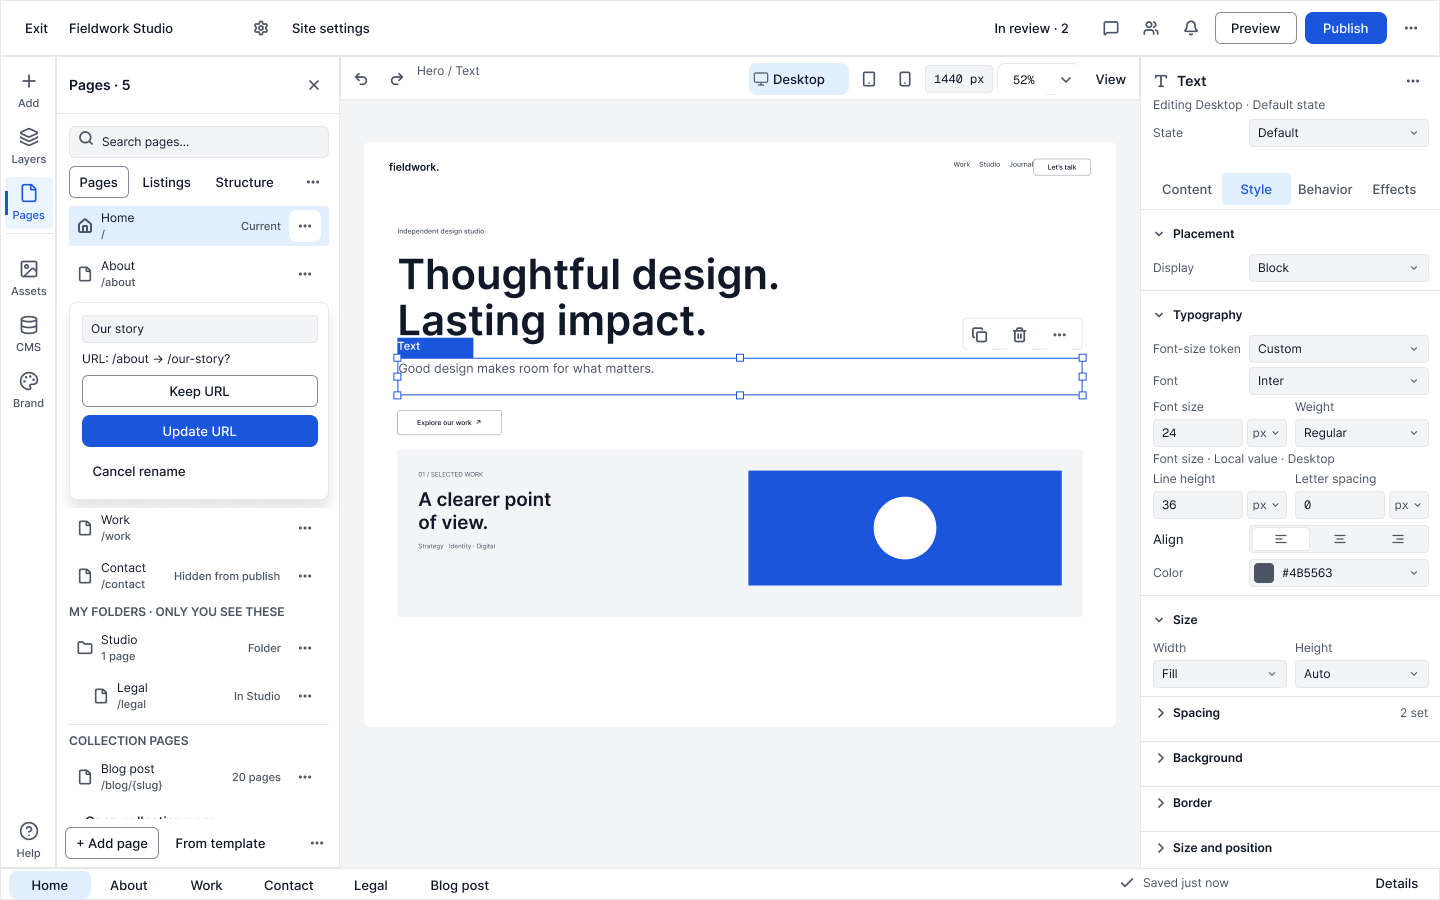 Exit
Fieldwork Studio
Site settings
In review · 2
Preview
Publish
Add
Layers
Pages
Assets
CMS
Brand
Help
Pages · 5
Search pages...
Pages
Listings
Structure
Home
/
Current
About
/about
Our story
URL: /about → /our-story?
Keep URL
Update URL
Cancel rename
Work
/work
Contact
/contact
Hidden from publish
MY FOLDERS · ONLY YOU SEE THESE
Studio
1 page
Folder
Legal
/legal
In Studio
COLLECTION PAGES
Blog post
/blog/{slug}
20 pages
+ Add page
From template
Hero / Text
Desktop
1440 px
52%
View
fieldwork.
Work
Studio
Journal
Let's talk
Independent design studio
Thoughtful design.
Lasting impact.
Text
Good design makes room for what matters.
Explore our work ↗
01 / SELECTED WORK
A clearer point
of view.
Strategy · Identity · Digital
Text
Editing Desktop · Default state
State
Default
Content
Style
Behavior
Effects
Placement
Display
Block
Typography
Font-size token
Custom
Font
Inter
Font size
Weight
24
px
Regular
Font size · Local value · Desktop
Line height
Letter spacing
36
px
0
px
Align
Color
#4B5563
Size
Width
Height
Fill
Auto
Spacing
2 set
Background
Border
Size and position
Home
About
Work
Contact
Legal
Blog post
Saved just now
Details